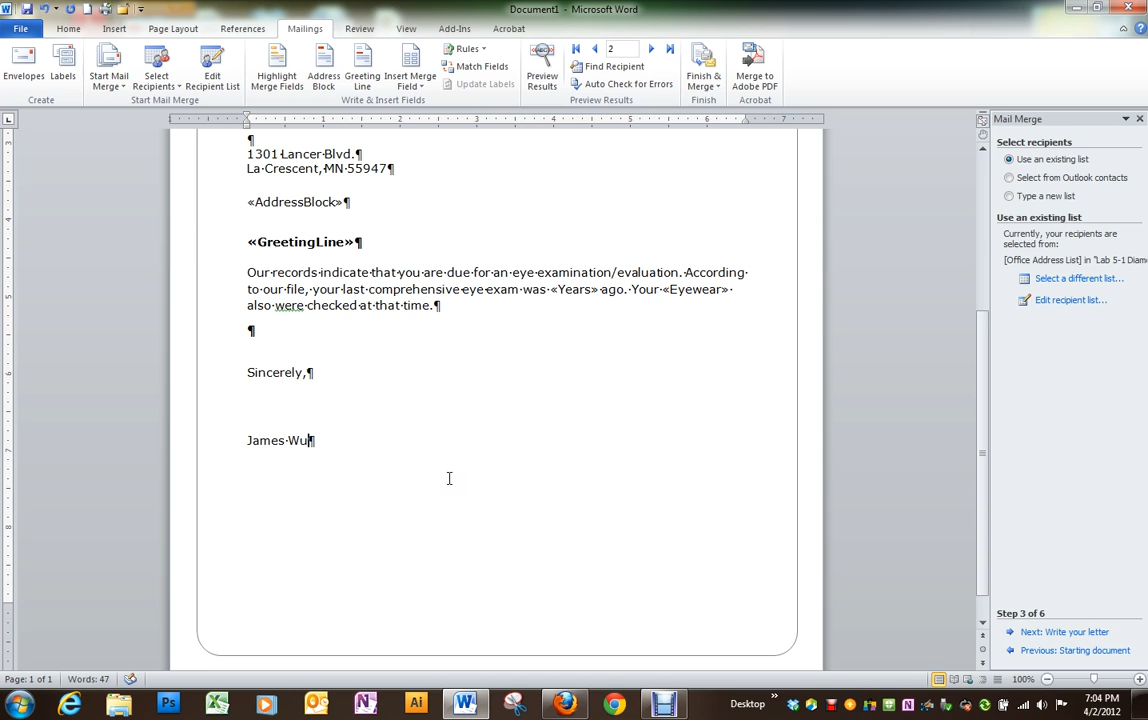 Document1 - Microsoft Word
File Home Insert Page Layout References Mailings Review View Add-Ins Acrobat
Envelopes Labels
Create
Start Mail Merge Select Recipients Edit Recipient List
Start Mail Merge
Highlight Merge Fields Address Block Greeting Line Insert Merge Field
Rules
Match Fields
Update Labels
Write & Insert Fields
Preview Results
2
Find Recipient
Auto Check for Errors
Preview Results
Finish & Merge
Finish
Merge to Adobe PDF
Acrobat
1 1 2 3 4 5 6 7
¶
1301·Lancer·Blvd.¶
La·Crescent,·MN·55947¶
«AddressBlock»¶
«GreetingLine»¶
Our·records·indicate·that·you·are·due·for·an·eye·examination/evaluation.·According·
to·our·file,·your·last·comprehensive·eye·exam·was·«Years»·ago.·Your·«Eyewear»·
also·were·checked·at·that·time.¶
¶
Sincerely,¶
James·Wu¶
Mail Merge
Select recipients
Use an existing list
Select from Outlook contacts
Type a new list
Use an existing list
Currently, your recipients are
selected from:
[Office Address List] in "Lab 5-1 Diam
Select a different list...
Edit recipient list...
Step 3 of 6
Next: Write your letter
Previous: Starting document
Page: 1 of 1 Words: 47
100%
Desktop
7:04 PM
4/2/2012